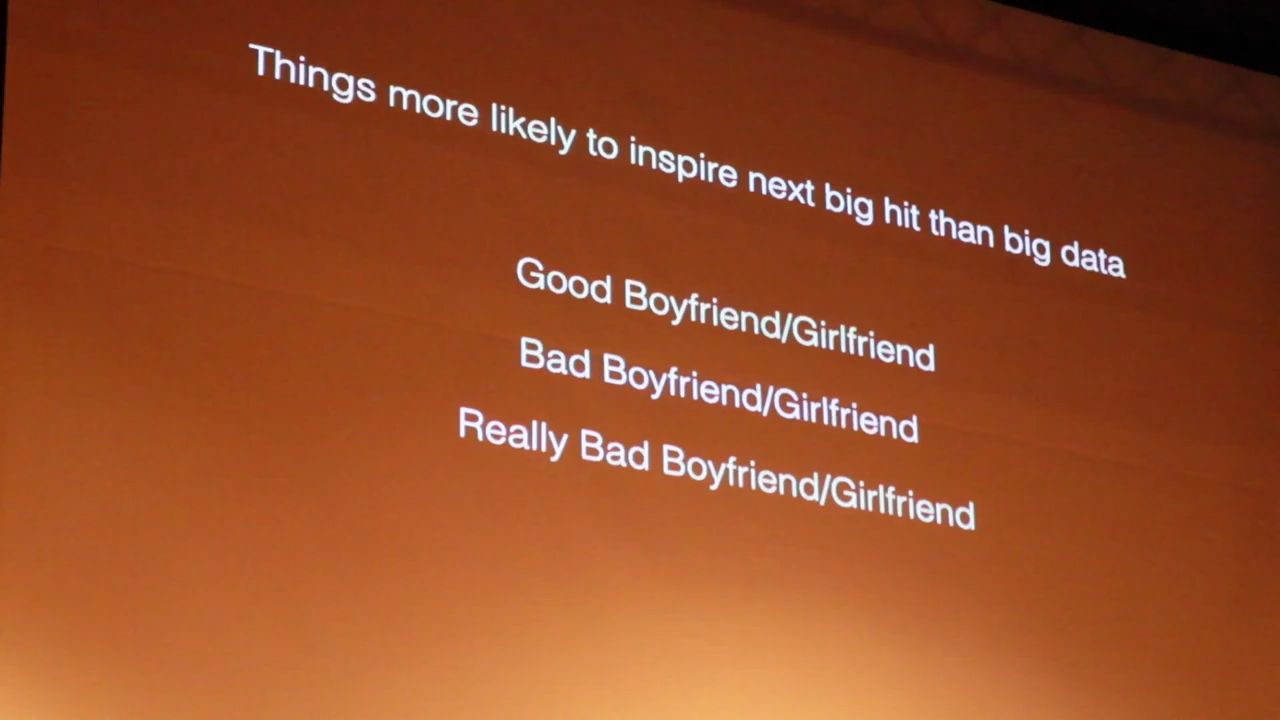 Things more likely to inspire next big hit than big data
Good Boyfriend/Girlfriend
Bad Boyfriend/Girlfriend
Really Bad Boyfriend/Girlfriend